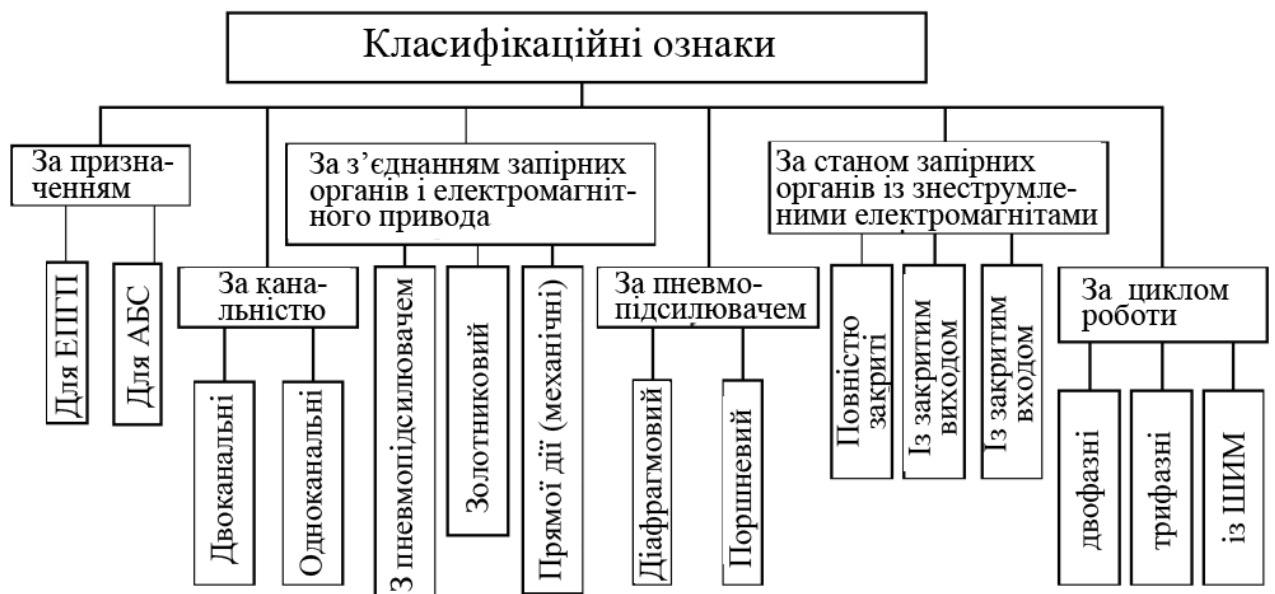 Класифікаційні ознаки
За призна-
ченням
Для ЕПГП
Для АБС
За кана-
льністю
Двоканальні
Одноканальні
За з’єднанням запірних
органів і електромагніт-
ного привода
З пневмопідсилювачем
Золотниковий
Прямої дії (механічні)
За пневмо-
підсилювачем
Діафрагмовий
Поршневий
За станом запірних
органів із знеструмле-
ними електромагнітами
Повністю
закриті
Із закритим
виходом
Із закритим
входом
За циклом
роботи
двофазні
трифазні
із ШИМ